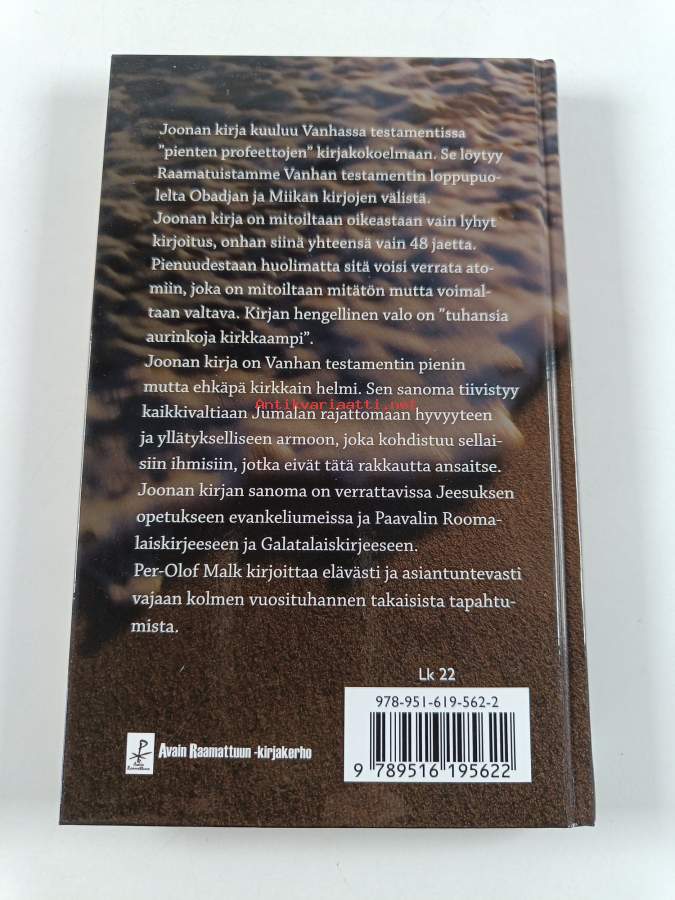 Joonan kirja kuuluu Vanhassa testamentissa
"pienten profeettojen" kirjakokoelmaan. Se löytyy
Raamatuistamme Vanhan testamentin loppupuo-
lelta Obadjan ja Miikan kirjojen välistä.
Joonan kirja on mitoiltaan oikeastaan vain lyhyt
kirjoitus, onhan siinä yhteensä vain 48 jaetta.
Pienuudestaan huolimatta sitä voisi verrata ato-
miin, joka on mitoiltaan mitätön mutta voimal-
taan valtava. Kirjan hengellinen valo on "tuhansia
aurinkoja kirkkaampi".
Joonan kirja on Vanhan testamentin pienin
mutta ehkäpä kirkkain helmi. Sen sanoma tiivistyy
Antikvariaatti.net
kaikkivaltiaan Jumalan rajattomaan hyvyyteen
ja yllätykselliseen armoon, joka kohdistuu sellai-
siin ihmisiin, jotka eivät tätä rakkautta ansaitse.
Joonan kirjan sanoma on verrattavissa Jeesuksen
opetukseen evankeliumeissa ja Paavalin Rooma-
laiskirjeeseen ja Galatalaiskirjeeseen.
Per-Olof Malk kirjoittaa elävästi ja asiantuntevasti
vajaan kolmen vuosituhannen takaisista tapahtu-
mista.
Lk 22
978-951-619-562-2
9 789516 195622
Avain Raamattuun -kirjakerho